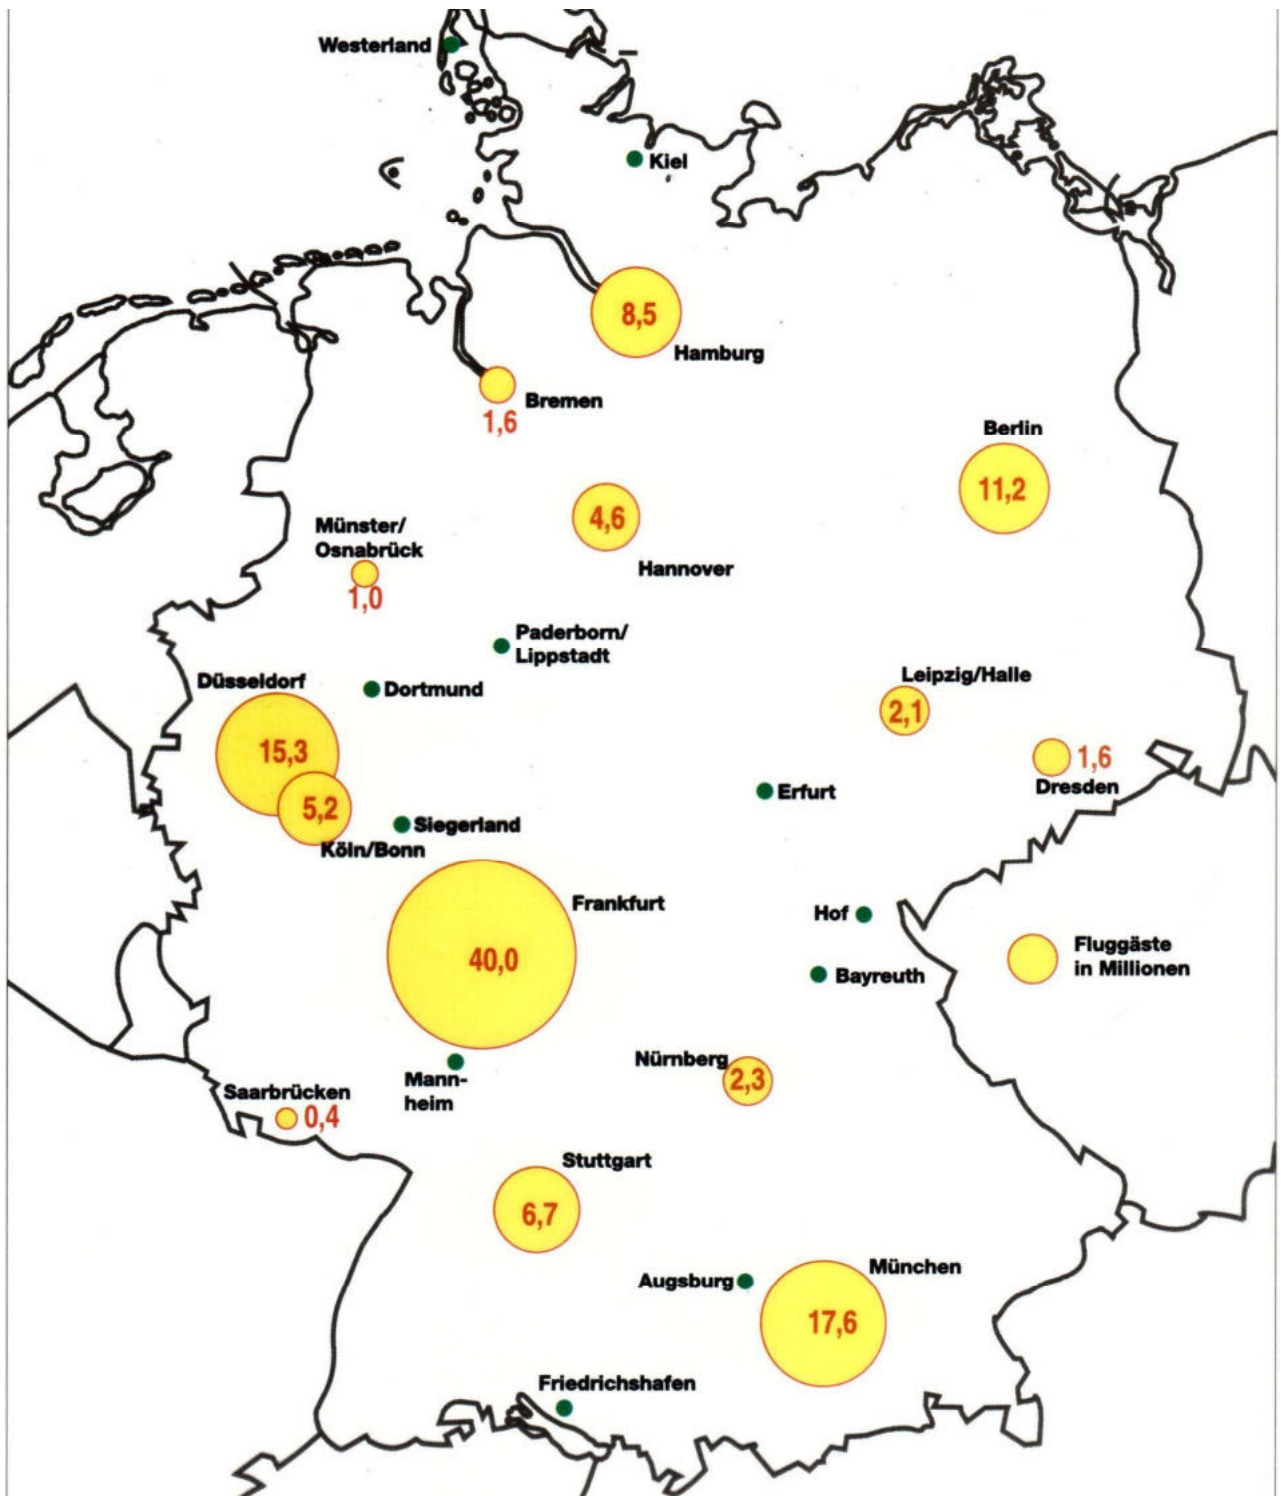 Westerland
Kiel
8,5
Hamburg
Bremen
1,6
Berlin
11,2
4,6
Hannover
Münster/
Osnabrück
1,0
Paderborn/
Lippstadt
Düsseldorf
Dortmund
Leipzig/Halle
2,1
15,3
1,6
Dresden
5,2
Köln/Bonn
Siegerland
Erfurt
Frankfurt
40,0
Hof
Bayreuth
Fluggäste
in Millionen
Mann-
heim
Nürnberg
2,3
Saarbrücken
0,4
Stuttgart
6,7
Augsburg
München
17,6
Friedrichshafen